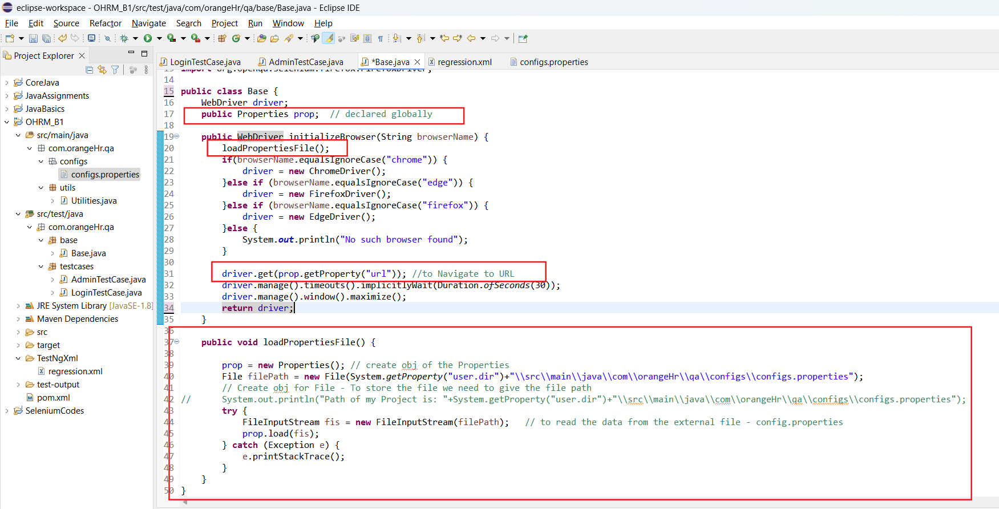 eclipse-workspace - OHRM_B1/src/test/java/com/orangeHr/qa/base/Base.java - Eclipse IDE
File Edit Source Refactor Navigate Search Project Run Window Help
Project Explorer
CoreJava
JavaAssignments
JavaBasics
OHRM_B1
src/main/java
com.orangeHr.qa
configs
configs.properties
utils
Utilities.java
src/test/java
com.orangeHr.qa
base
Base.java
testcases
AdminTestCase.java
LoginTestCase.java
JRE System Library [JavaSE-1.8]
Maven Dependencies
src
target
TestNgXml
regression.xml
test-output
pom.xml
SeleniumCodes
LoginTestCase.java AdminTestCase.java *Base.java regression.xml configs.properties
13 import org.openqa.selenium.firefox.FirefoxDriver;
14
15 public class Base {
16 WebDriver driver;
17 public Properties prop; // declared globally
18
19 public WebDriver initializeBrowser(String browserName) {
20 loadPropertiesFile();
21 if(browserName.equalsIgnoreCase("chrome")) {
22 driver = new ChromeDriver();
23 }else if (browserName.equalsIgnoreCase("edge")) {
24 driver = new FirefoxDriver();
25 }else if (browserName.equalsIgnoreCase("firefox")) {
26 driver = new EdgeDriver();
27 }else {
28 System.out.println("No such browser found");
29 }
30
31 driver.get(prop.getProperty("url")); //to Navigate to URL
32 driver.manage().timeouts().implicitlyWait(Duration.ofSeconds(30));
33 driver.manage().window().maximize();
34 return driver;
35 }
36
37 public void loadPropertiesFile() {
38
39 prop = new Properties(); // create obj of the Properties
40 File filePath = new File(System.getProperty("user.dir")+"\\src\\main\\java\\com\\orangeHr\\qa\\configs\\configs.properties");
41 // Create obj for File - To store the file we need to give the file path
42 // System.out.println("Path of my Project is: "+System.getProperty("user.dir")+"\\src\\main\\java\\com\\orangeHr\\qa\\configs\\configs.properties");
43 try {
44 FileInputStream fis = new FileInputStream(filePath); // to read the data from the external file - config.properties
45 prop.load(fis);
46 } catch (Exception e) {
47 e.printStackTrace();
48 }
49 }
50 }